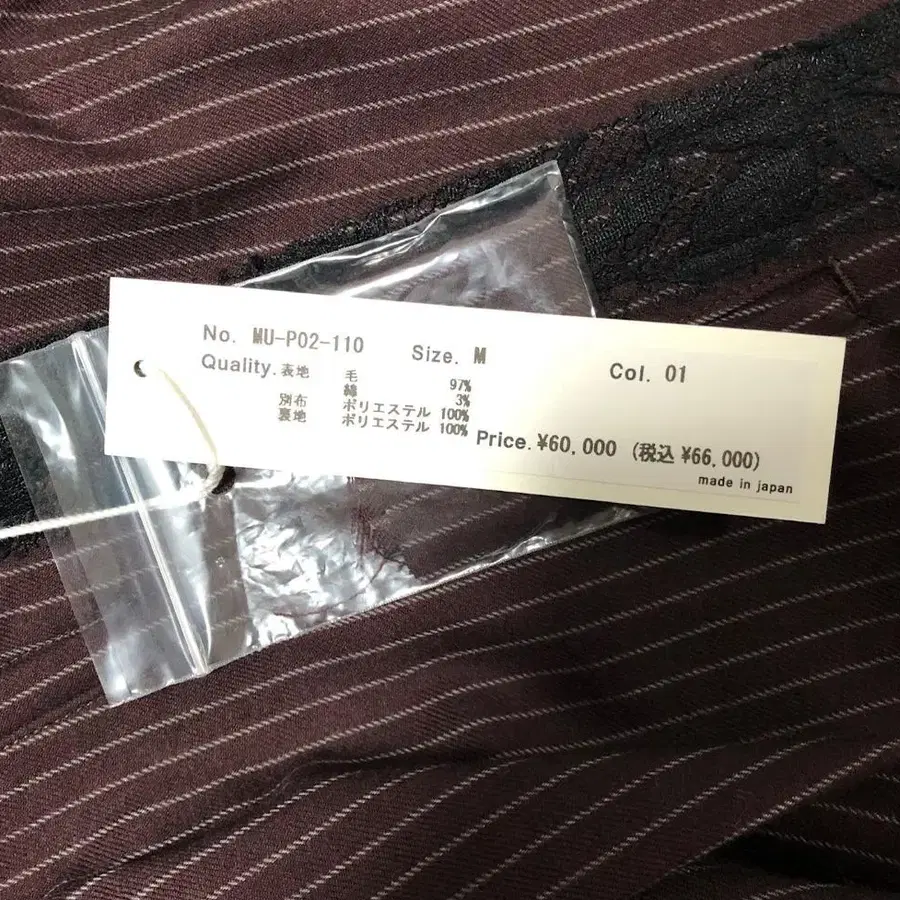 No. MU-P02-110 Size. M Col. 01
Quality. 表地 毛 97%
綿 3%
別布 ポリエステル 100%
裏地 ポリエステル 100%
Price. ¥60,000 (税込 ¥66,000)
made in japan